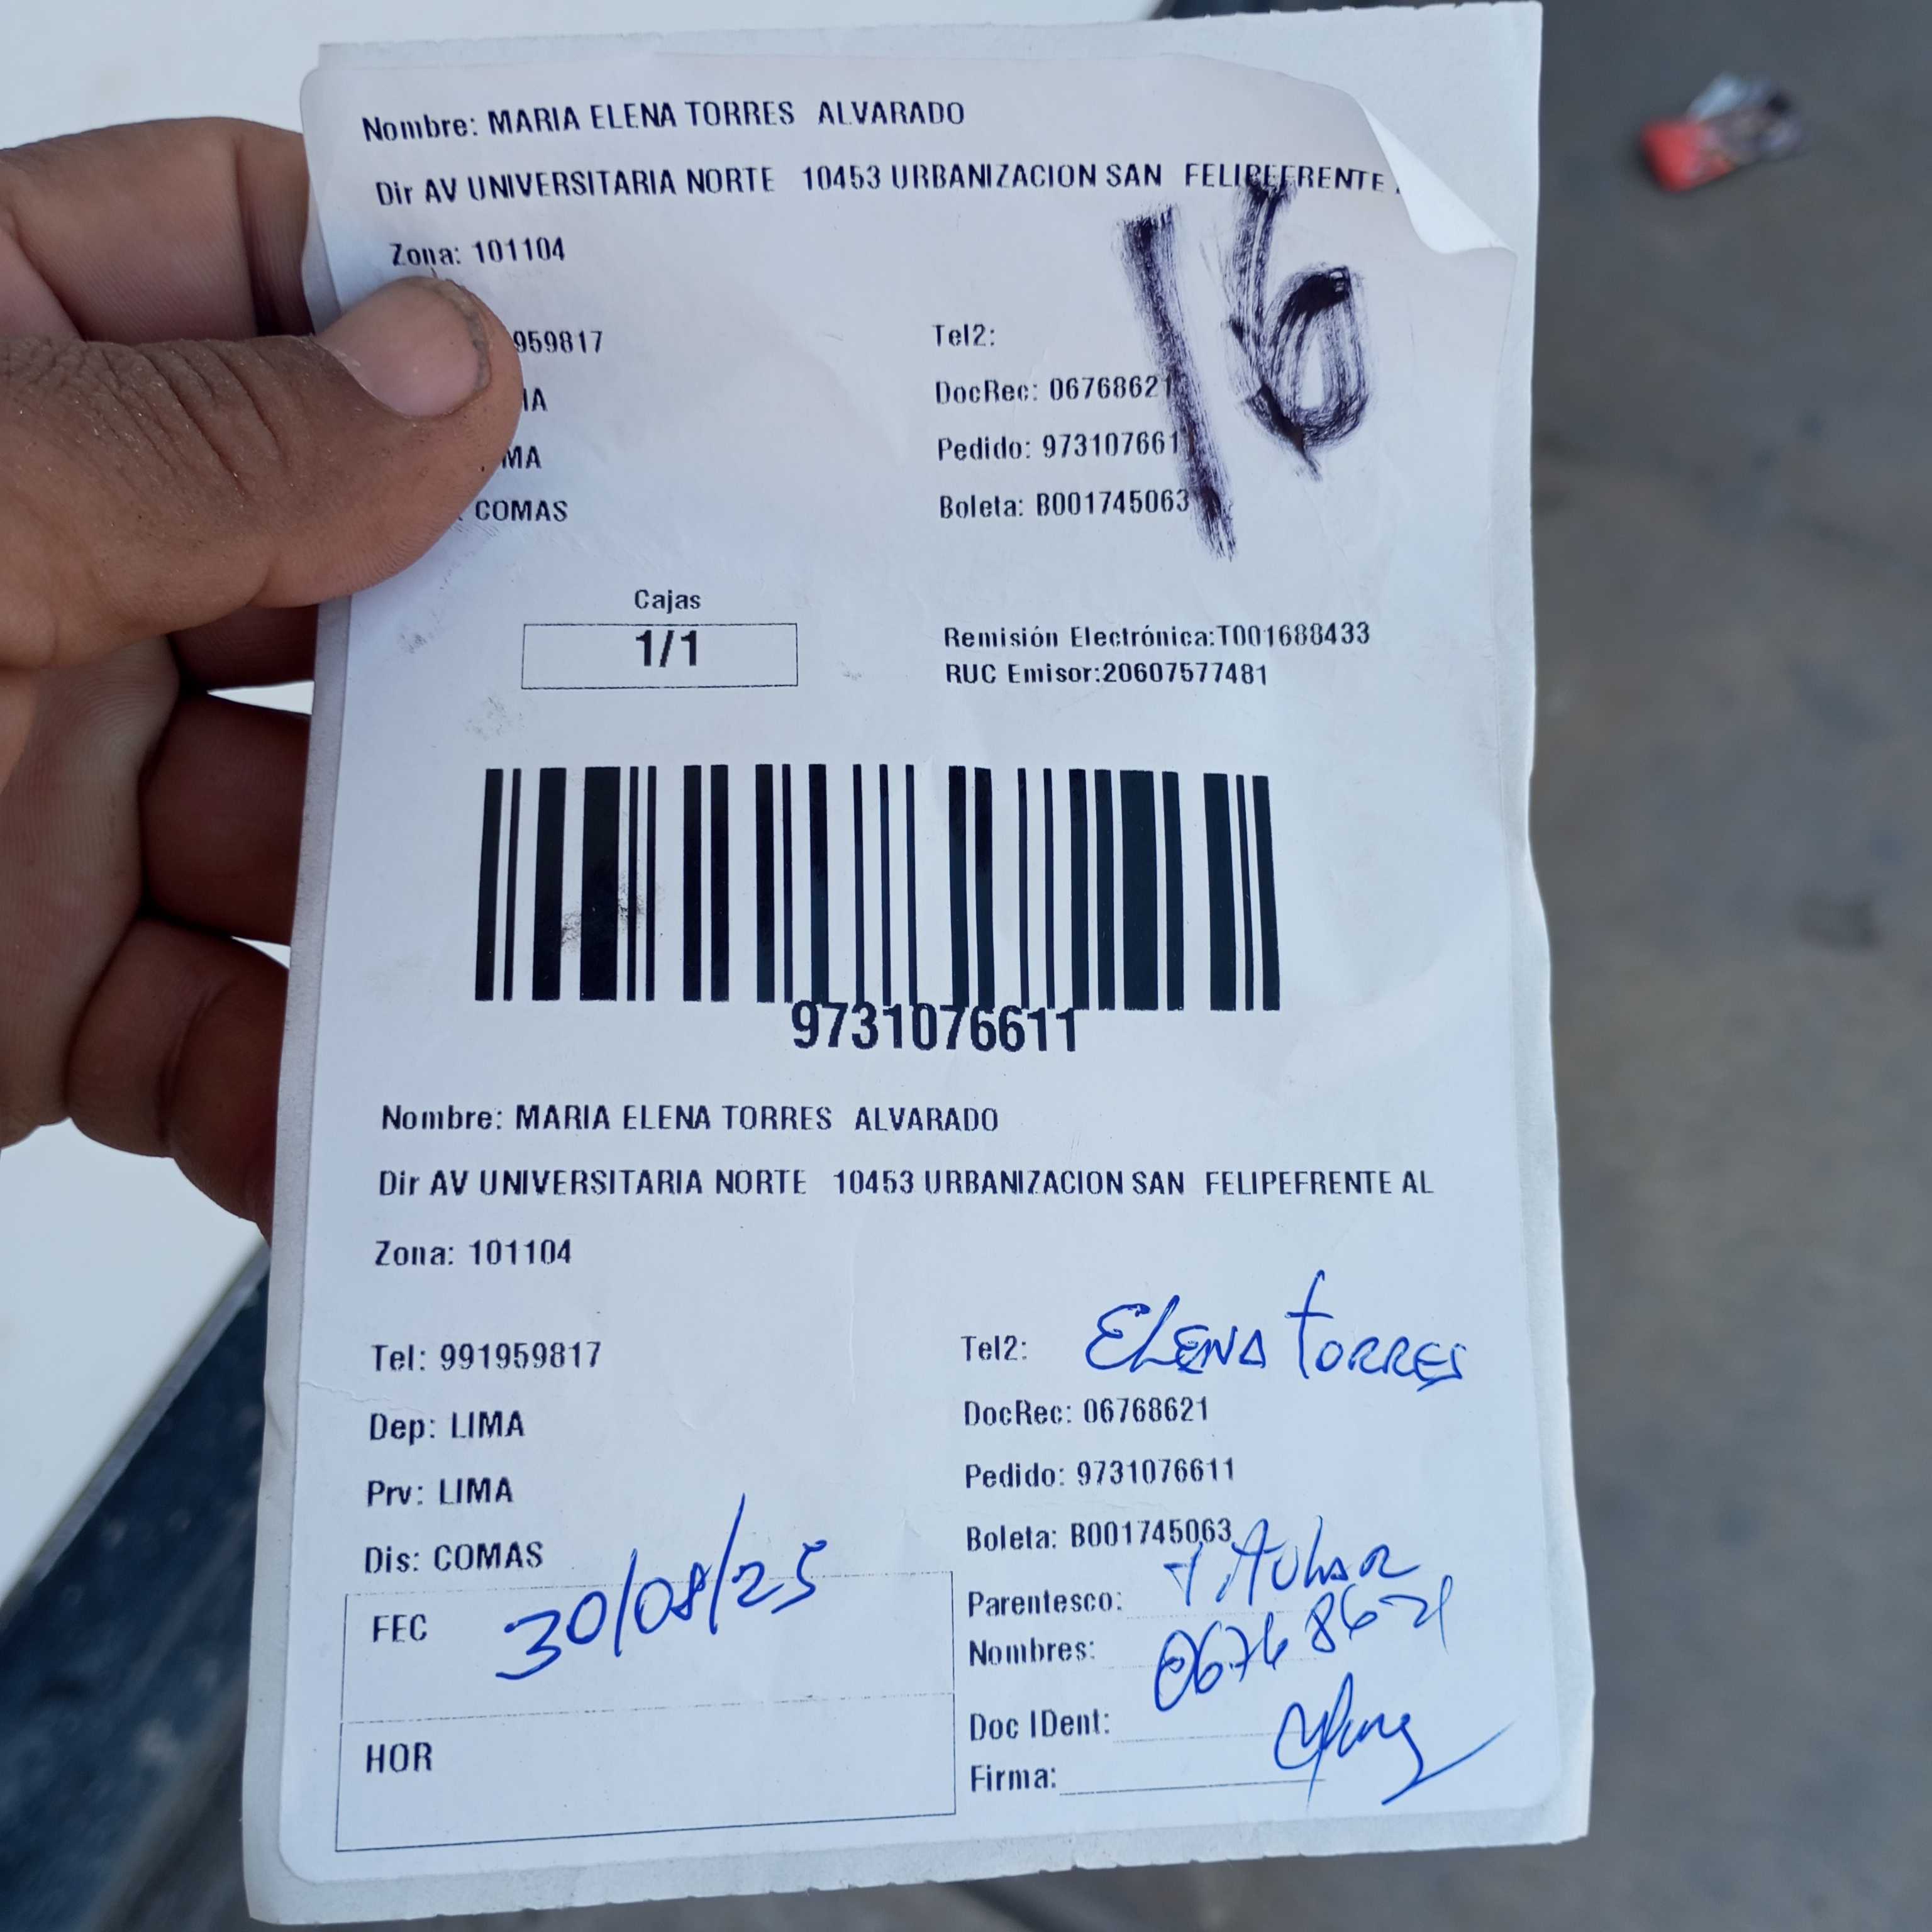 Nombre: MARIA ELENA TORRES ALVARADO
Dir AV UNIVERSITARIA NORTE 10453 URBANIZACION SAN FELIPEFRENTE
Zona: 101104
16
959817
Tel2:
IA
DocRec: 06768621
MA
Pedido: 973107661
COMAS
Boleta: B001745063
Cajas
1/1
Remisión Electrónica:T001688433
RUC Emisor:20607577481
9731076611
Nombre: MARIA ELENA TORRES ALVARADO
Dir AV UNIVERSITARIA NORTE 10453 URBANIZACION SAN FELIPEFRENTE AL
Zona: 101104
Tel: 991959817
Tel2: ELENA TORRES
Dep: LIMA
DocRec: 06768621
Prv: LIMA
Pedido: 9731076611
Dis: COMAS
Boleta: B001745063
FEC 30/08/25
Parentesco:
Nombres: 06768621
HOR
Doc IDent:
Firma: